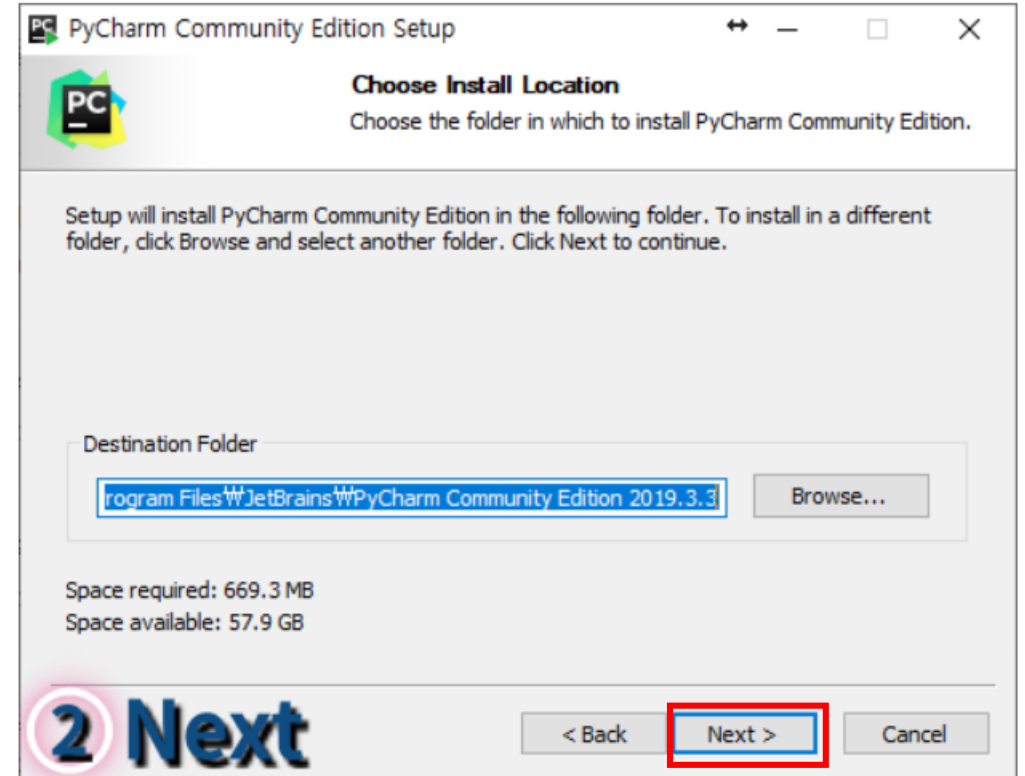 PyCharm Community Edition Setup
PC
Choose Install Location
Choose the folder in which to install PyCharm Community Edition.
Setup will install PyCharm Community Edition in the following folder. To install in a different
folder, click Browse and select another folder. Click Next to continue.
Destination Folder
rogram Files₩JetBrains₩PyCharm Community Edition 2019.3.3
Browse...
Space required: 669.3 MB
Space available: 57.9 GB
2 Next
< Back
Next >
Cancel